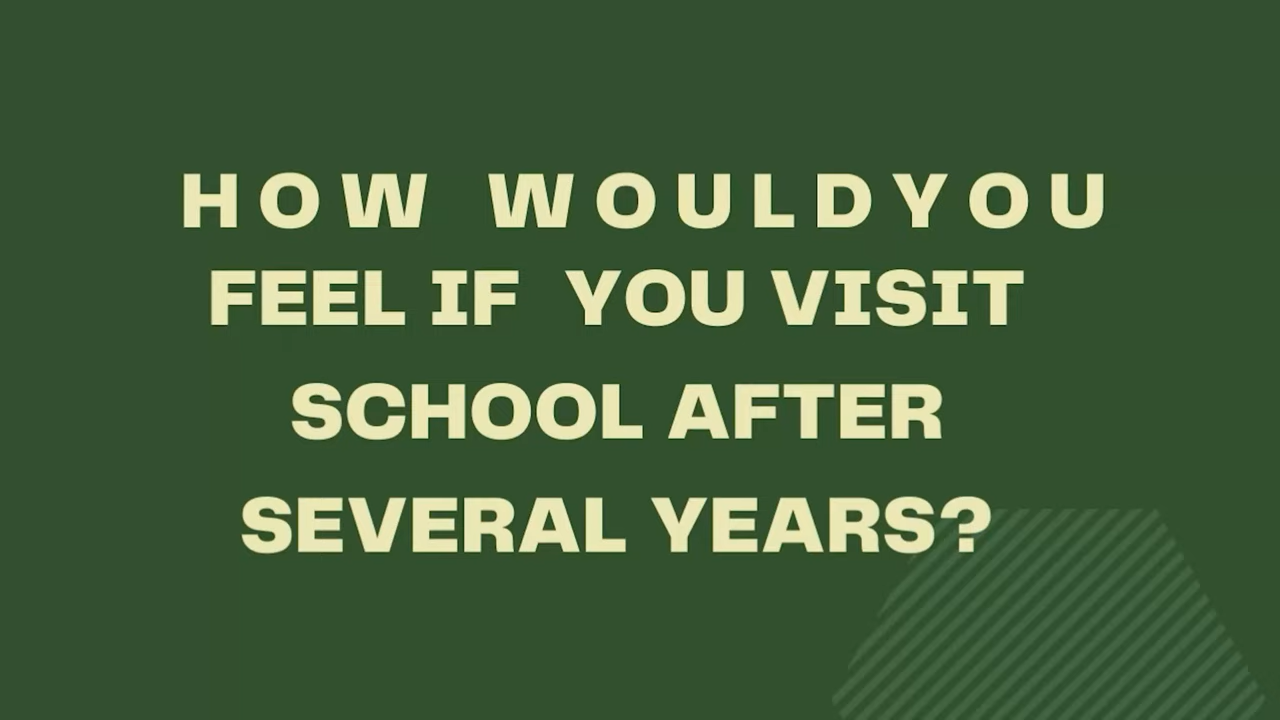 HOW WOULDYOU
FEEL IF YOU VISIT
SCHOOL AFTER
SEVERAL YEARS?